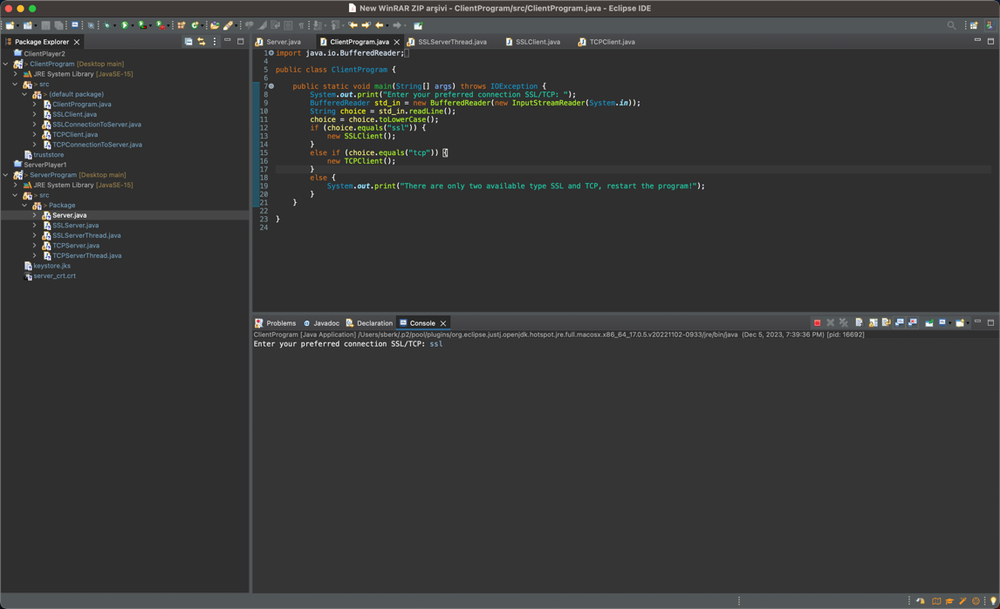 New WinRAR ZIP arşivi - ClientProgram/src/ClientProgram.java - Eclipse IDE
Package Explorer
ClientPlayer2
> ClientProgram [Desktop main]
JRE System Library [JavaSE-15]
> src
> (default package)
ClientProgram.java
SSLClient.java
SSLConnectionToServer.java
TCPClient.java
TCPConnectionToServer.java
truststore
ServerPlayer1
> ServerProgram [Desktop main]
JRE System Library [JavaSE-15]
> src
> Package
Server.java
SSLServer.java
SSLServerThread.java
TCPServer.java
TCPServerThread.java
keystore.jks
server_crt.crt
Server.java ClientProgram.java SSLServerThread.java SSLClient.java TCPClient.java
1 import java.io.BufferedReader;
4
5 public class ClientProgram {
6
7 public static void main(String[] args) throws IOException {
8 System.out.print("Enter your preferred connection SSL/TCP: ");
9 BufferedReader std_in = new BufferedReader(new InputStreamReader(System.in));
10 String choice = std_in.readLine();
11 choice = choice.toLowerCase();
12 if (choice.equals("ssl")) {
13 new SSLClient();
14 }
15 else if (choice.equals("tcp")) {
16 new TCPClient();
17 }
18 else {
19 System.out.print("There are only two available type SSL and TCP, restart the program!");
20 }
21 }
22
23 }
24
Problems Javadoc Declaration Console
ClientProgram [Java Application] /Users/sberk/.p2/pool/plugins/org.eclipse.justj.openjdk.hotspot.jre.full.macosx.x86_64_17.0.5.v20221102-0933/jre/bin/java (Dec 5, 2023, 7:39:36 PM) [pid: 16692]
Enter your preferred connection SSL/TCP: ssl